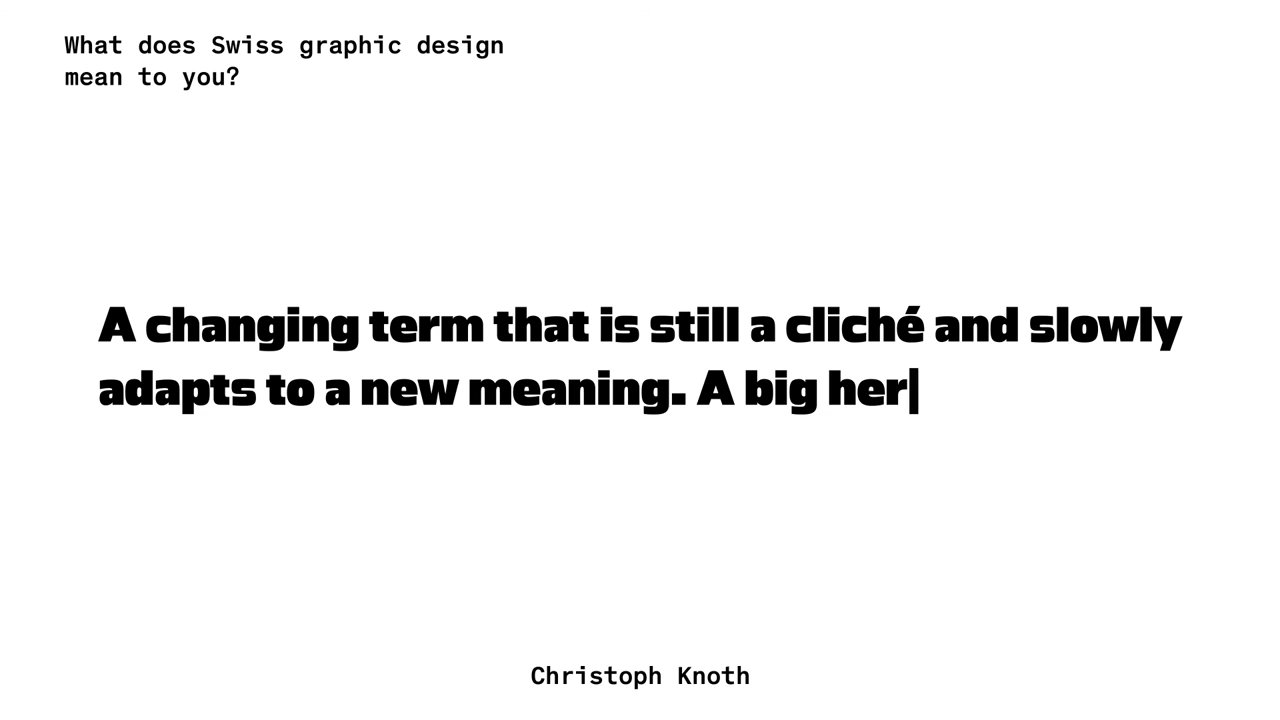 What does Swiss graphic design
mean to you?
A changing term that is still a cliché and slowly
adapts to a new meaning. A big her
Christoph Knoth